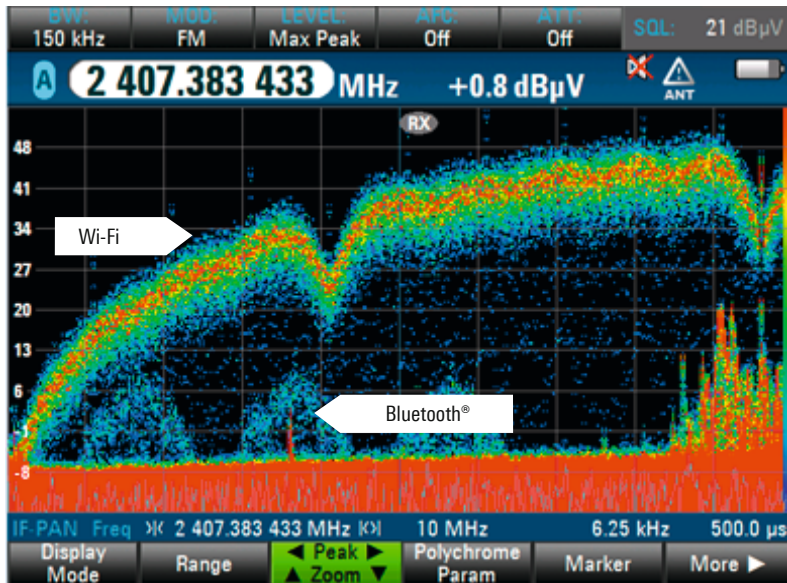 BW: MOD: LEVEL: AFC: ATT: SQL: 21 dBµV
150 kHz FM Max Peak Off Off
A 2 407.383 433 MHz +0.8 dBµV ANT
RX
48
41
34
Wi-Fi
27
20
13
6
Bluetooth®
-1
-8
IF-PAN Freq 2 407.383 433 MHz 10 MHz 6.25 kHz 500.0 µs
Display Mode Range ◀ Peak ▶ ▲ Zoom ▼ Polychrome Param Marker More ▶